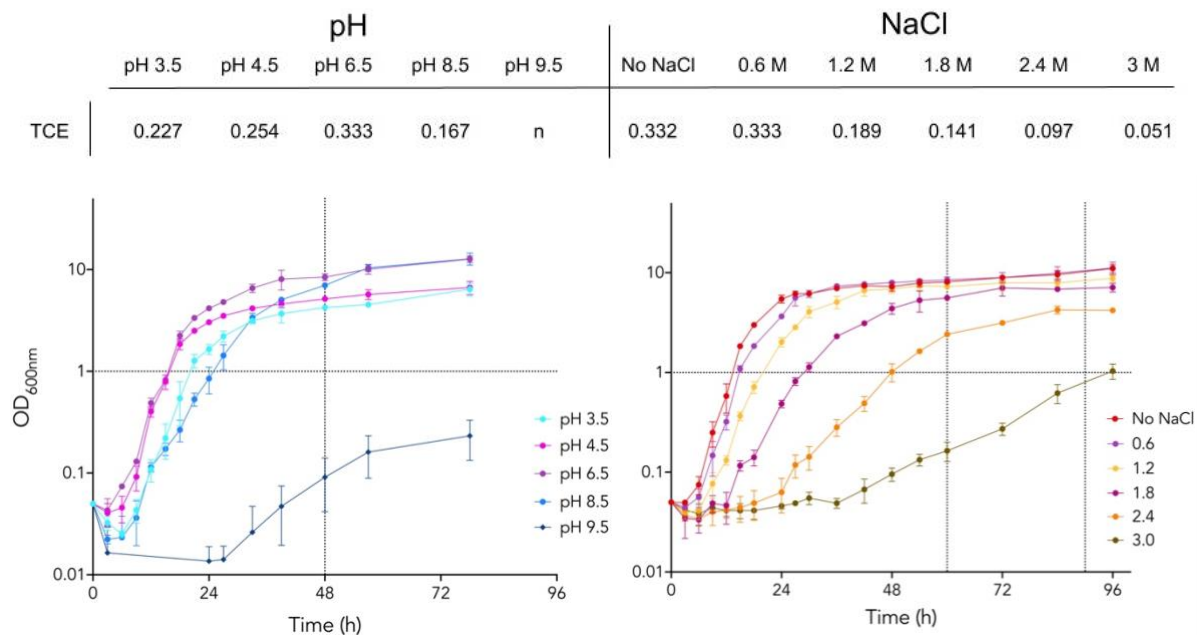 pH NaCl
pH 3.5 pH 4.5 pH 6.5 pH 8.5 pH 9.5 No NaCl 0.6 M 1.2 M 1.8 M 2.4 M 3 M
TCE 0.227 0.254 0.333 0.167 n 0.332 0.333 0.189 0.141 0.097 0.051
OD600nm
10
1
0.1
0.01
0 24 48 72 96
Time (h)
pH 3.5
pH 4.5
pH 6.5
pH 8.5
pH 9.5
10
1
0.1
0.01
0 24 48 72 96
Time (h)
No NaCl
0.6
1.2
1.8
2.4
3.0